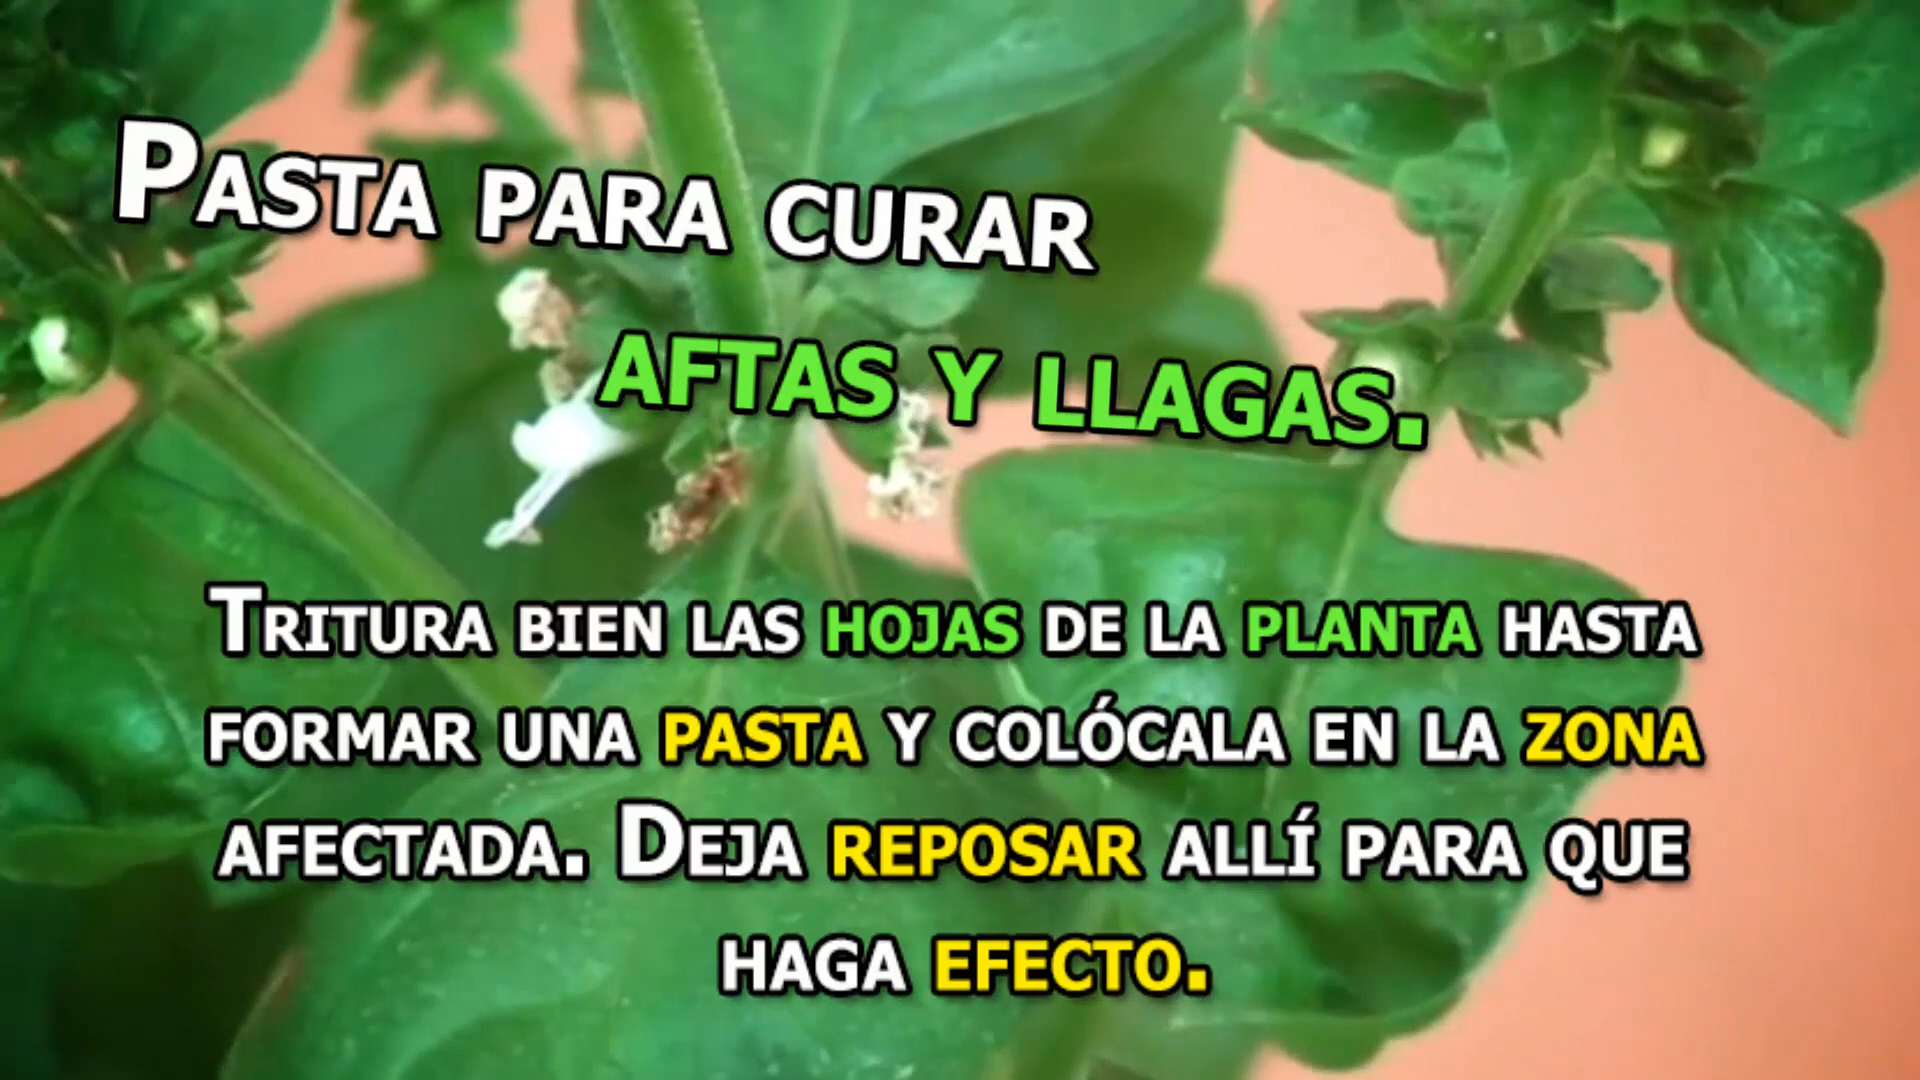 Pasta para curar
aftas y llagas.
Tritura bien las hojas de la planta hasta
formar una pasta y colócala en la zona
afectada. Deja reposar allí para que
haga efecto.